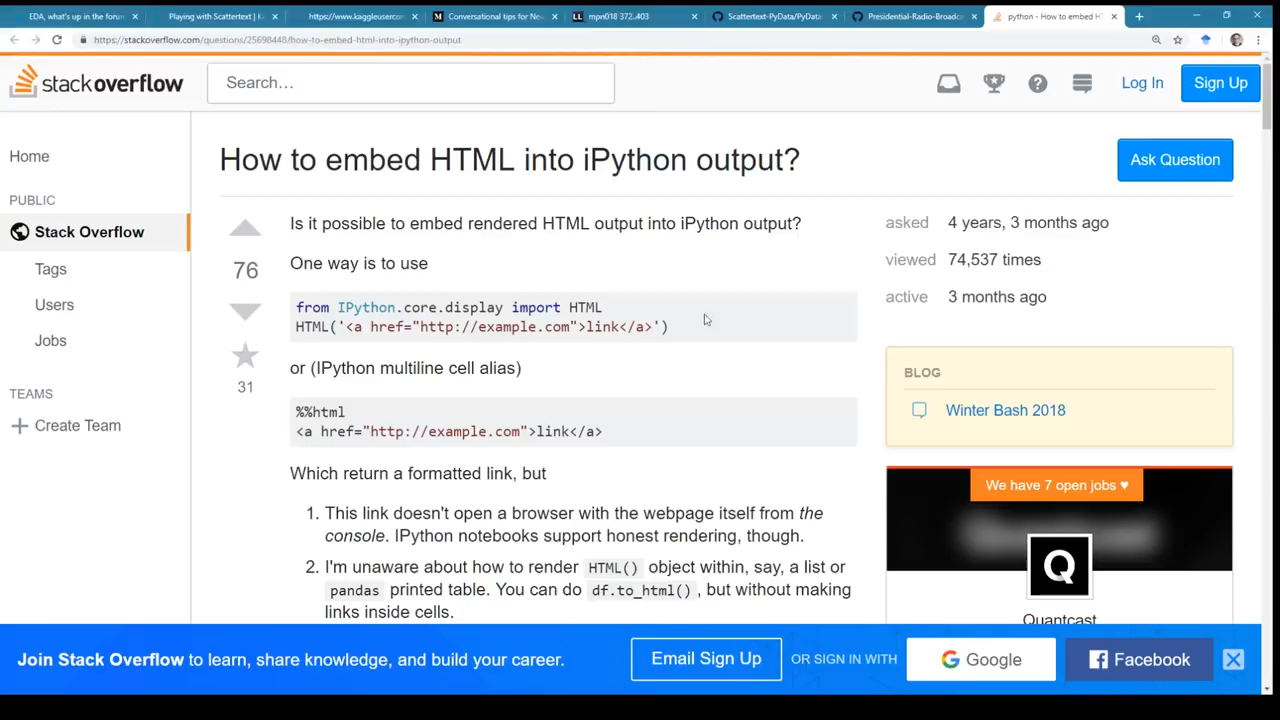 EDA, what's up in the forum
Playing with Scattertext | K
https://www.kaggleuserco
Conversational tips for Ne
LL mpn018 372..403
Scattertext-PyData/PyData
Presidential-Radio-Broadc
python - How to embed HT
https://stackoverflow.com/questions/25698448/how-to-embed-html-into-ipython-output
stackoverflow
Search…
Log In
Sign Up
Home
PUBLIC
Stack Overflow
Tags
Users
Jobs
TEAMS
Create Team
How to embed HTML into iPython output?
Ask Question
76
31
Is it possible to embed rendered HTML output into iPython output?
One way is to use
from IPython.core.display import HTML
HTML('<a href="http://example.com">link</a>')
or (IPython multiline cell alias)
%%html
<a href="http://example.com">link</a>
Which return a formatted link, but
1. This link doesn't open a browser with the webpage itself from the
console. IPython notebooks support honest rendering, though.
2. I'm unaware about how to render HTML() object within, say, a list or
pandas printed table. You can do df.to_html(), but without making
links inside cells.
asked 4 years, 3 months ago
viewed 74,537 times
active 3 months ago
BLOG
Winter Bash 2018
We have 7 open jobs ♥
Q
Quantcast
Join Stack Overflow to learn, share knowledge, and build your career.
Email Sign Up
OR SIGN IN WITH
Google
Facebook